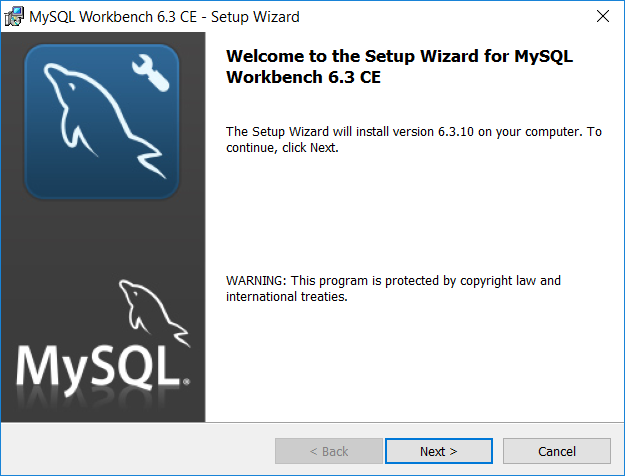 MySQL Workbench 6.3 CE - Setup Wizard
Welcome to the Setup Wizard for MySQL
Workbench 6.3 CE
The Setup Wizard will install version 6.3.10 on your computer. To
continue, click Next.
WARNING: This program is protected by copyright law and
international treaties.
MySQL®
< Back
Next >
Cancel